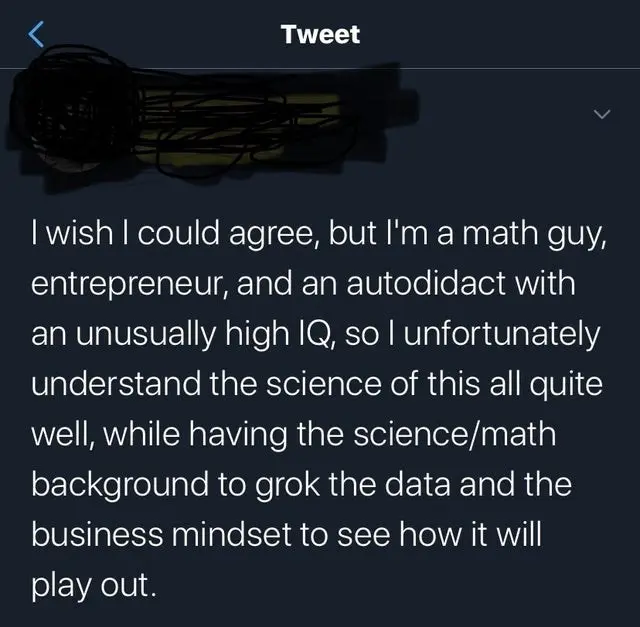 Tweet
I wish I could agree, but I'm a math guy,
entrepreneur, and an autodidact with
an unusually high IQ, so I unfortunately
understand the science of this all quite
well, while having the science/math
background to grok the data and the
business mindset to see how it will
play out.